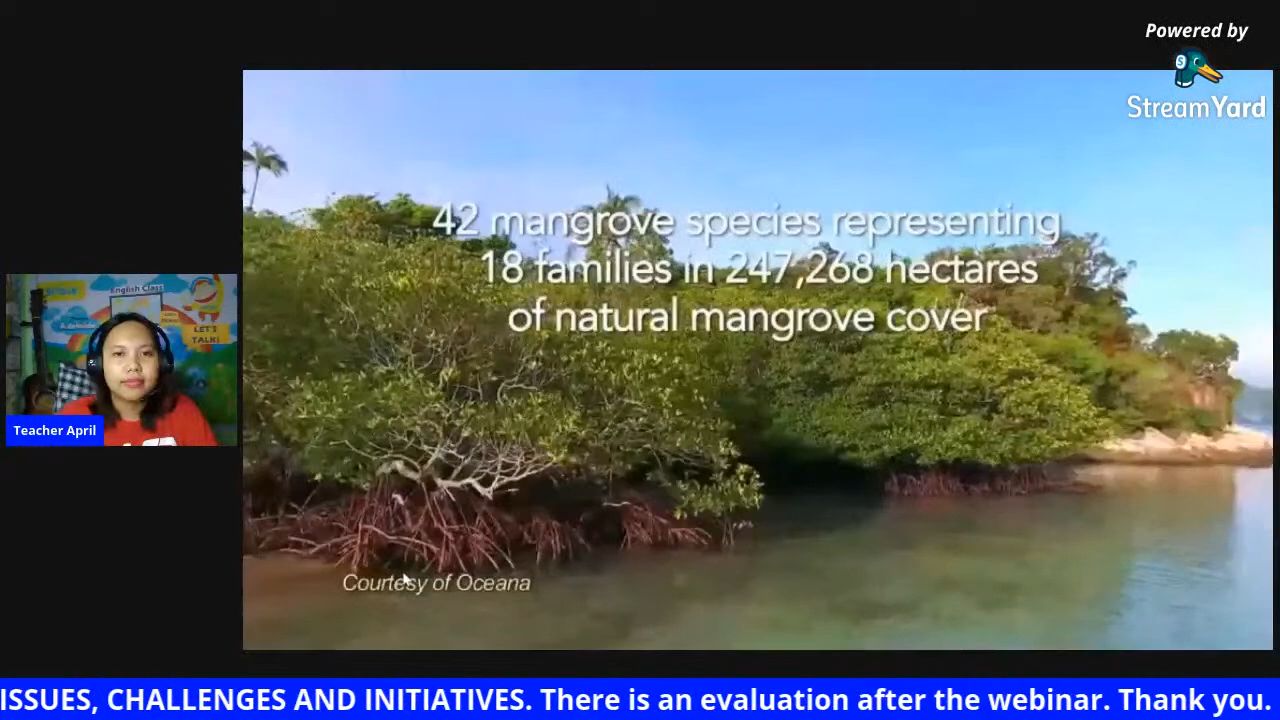 Powered by
StreamYard
42 mangrove species representing
18 families in 247,268 hectares
of natural mangrove cover
English Class
LET'S
TALK!
Teacher April
Courtesy of Oceana
ISSUES, CHALLENGES AND INITIATIVES. There is an evaluation after the webinar. Thank you.